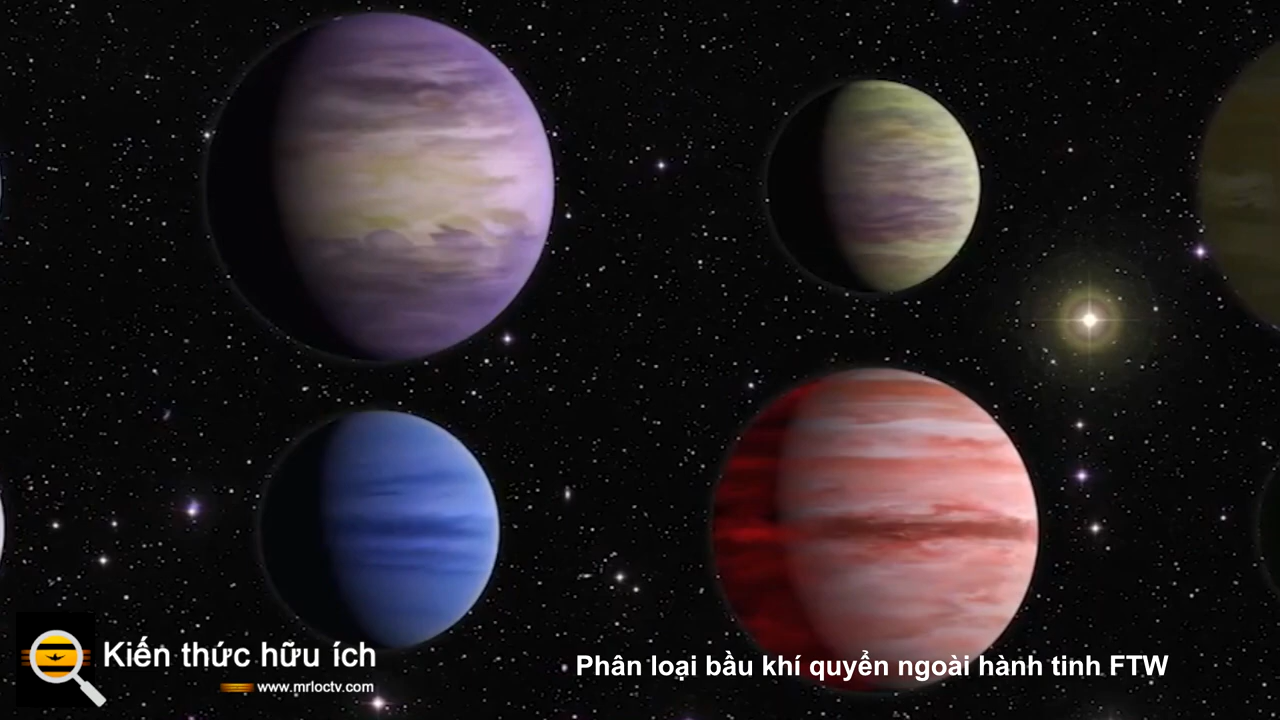 Kiến thức hữu ích
www.mrloctv.com
Phân loại bầu khí quyển ngoài hành tinh FTW